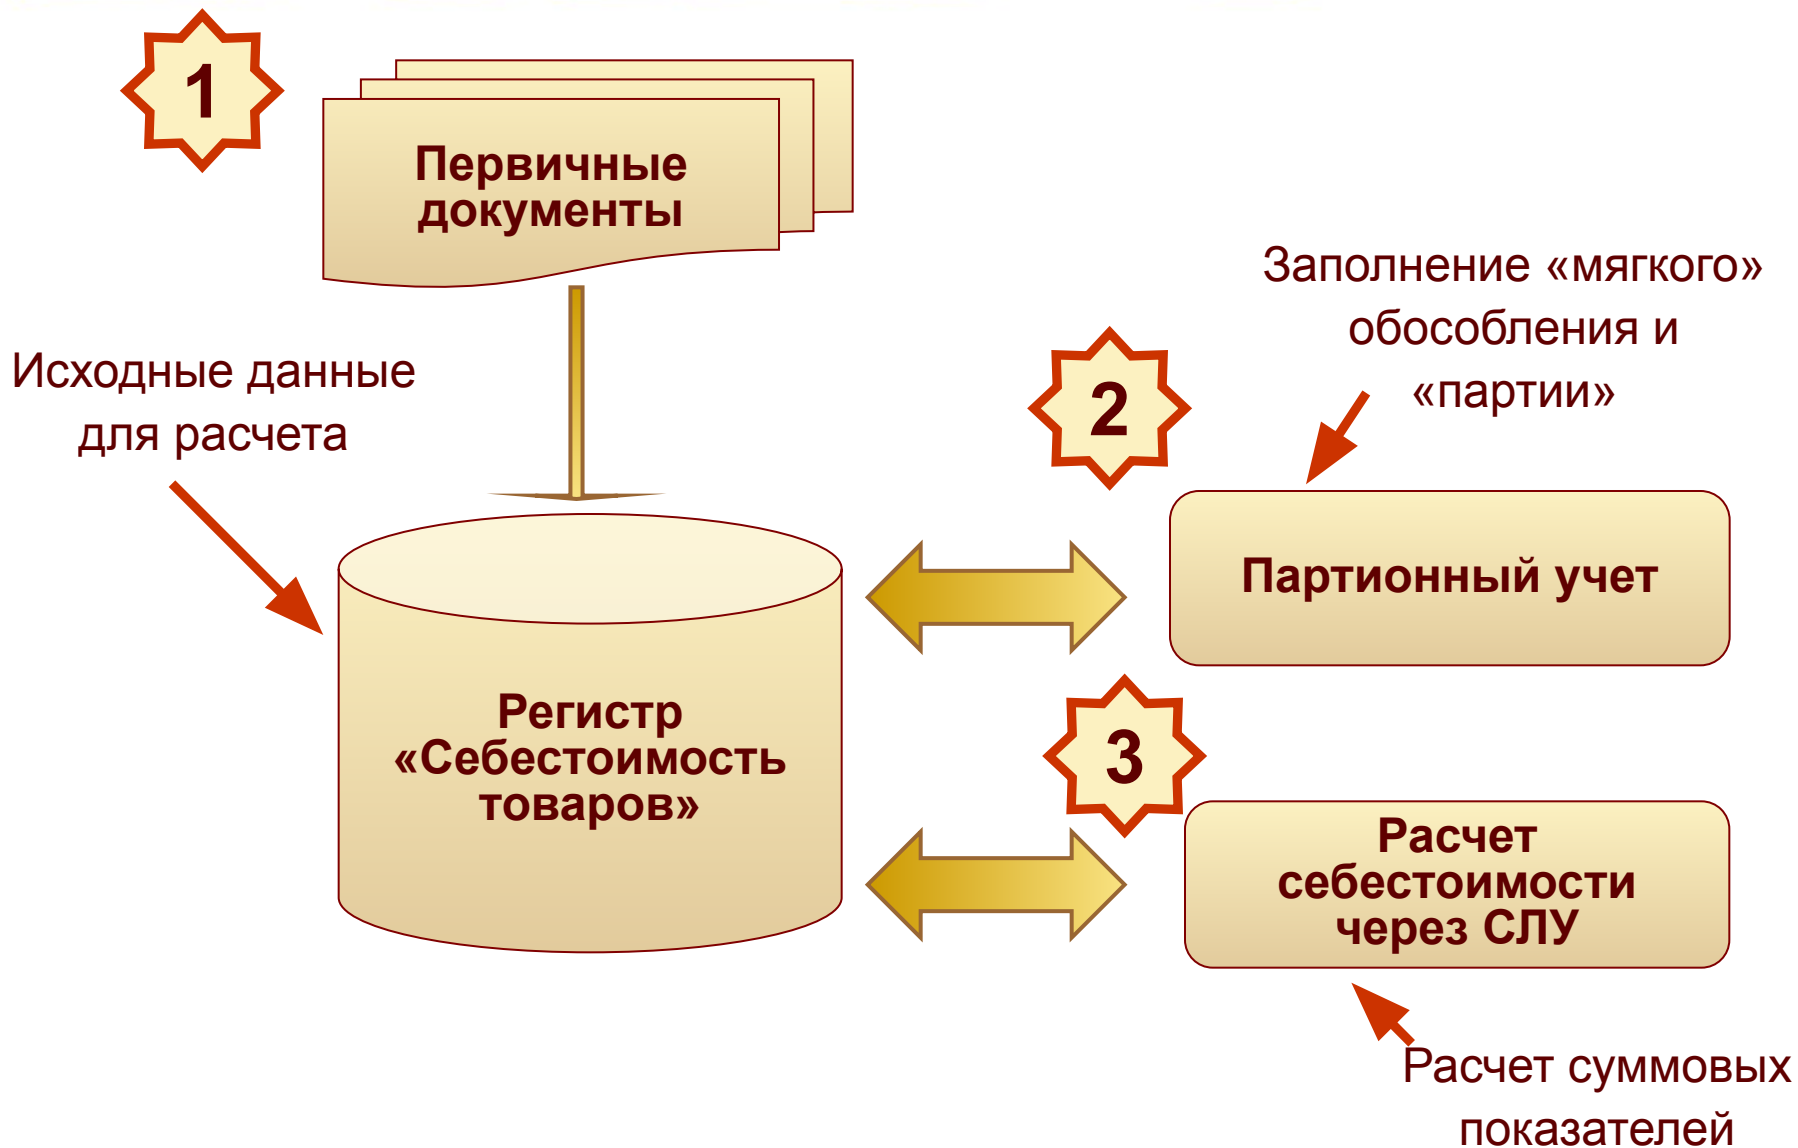 1
Первичные
документы
Заполнение «мягкого»
обособления и
«партии»
Исходные данные
для расчета
2
Партионный учет
Регистр
«Себестоимость
товаров»
3
Расчет
себестоимости
через СЛУ
Расчет суммовых
показателей